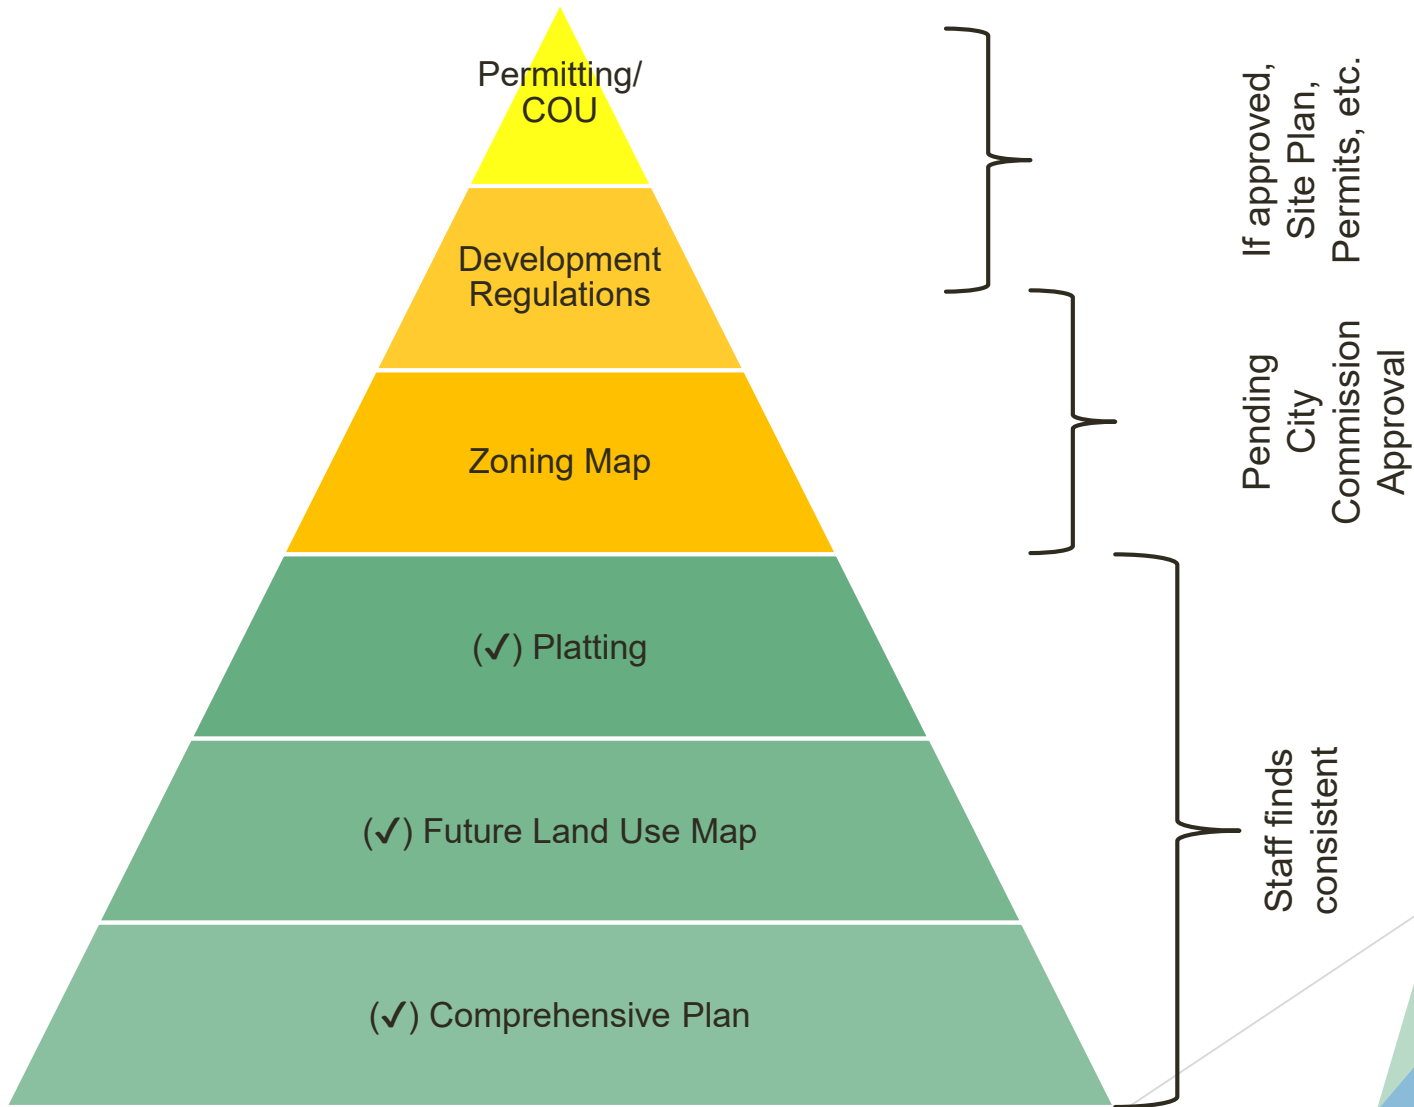 Permitting/
COU
Development
Regulations
Zoning Map
(✓) Platting
(✓) Future Land Use Map
(✓) Comprehensive Plan
If approved,
Site Plan,
Permits, etc.
Pending
City
Commission
Approval
Staff finds
consistent